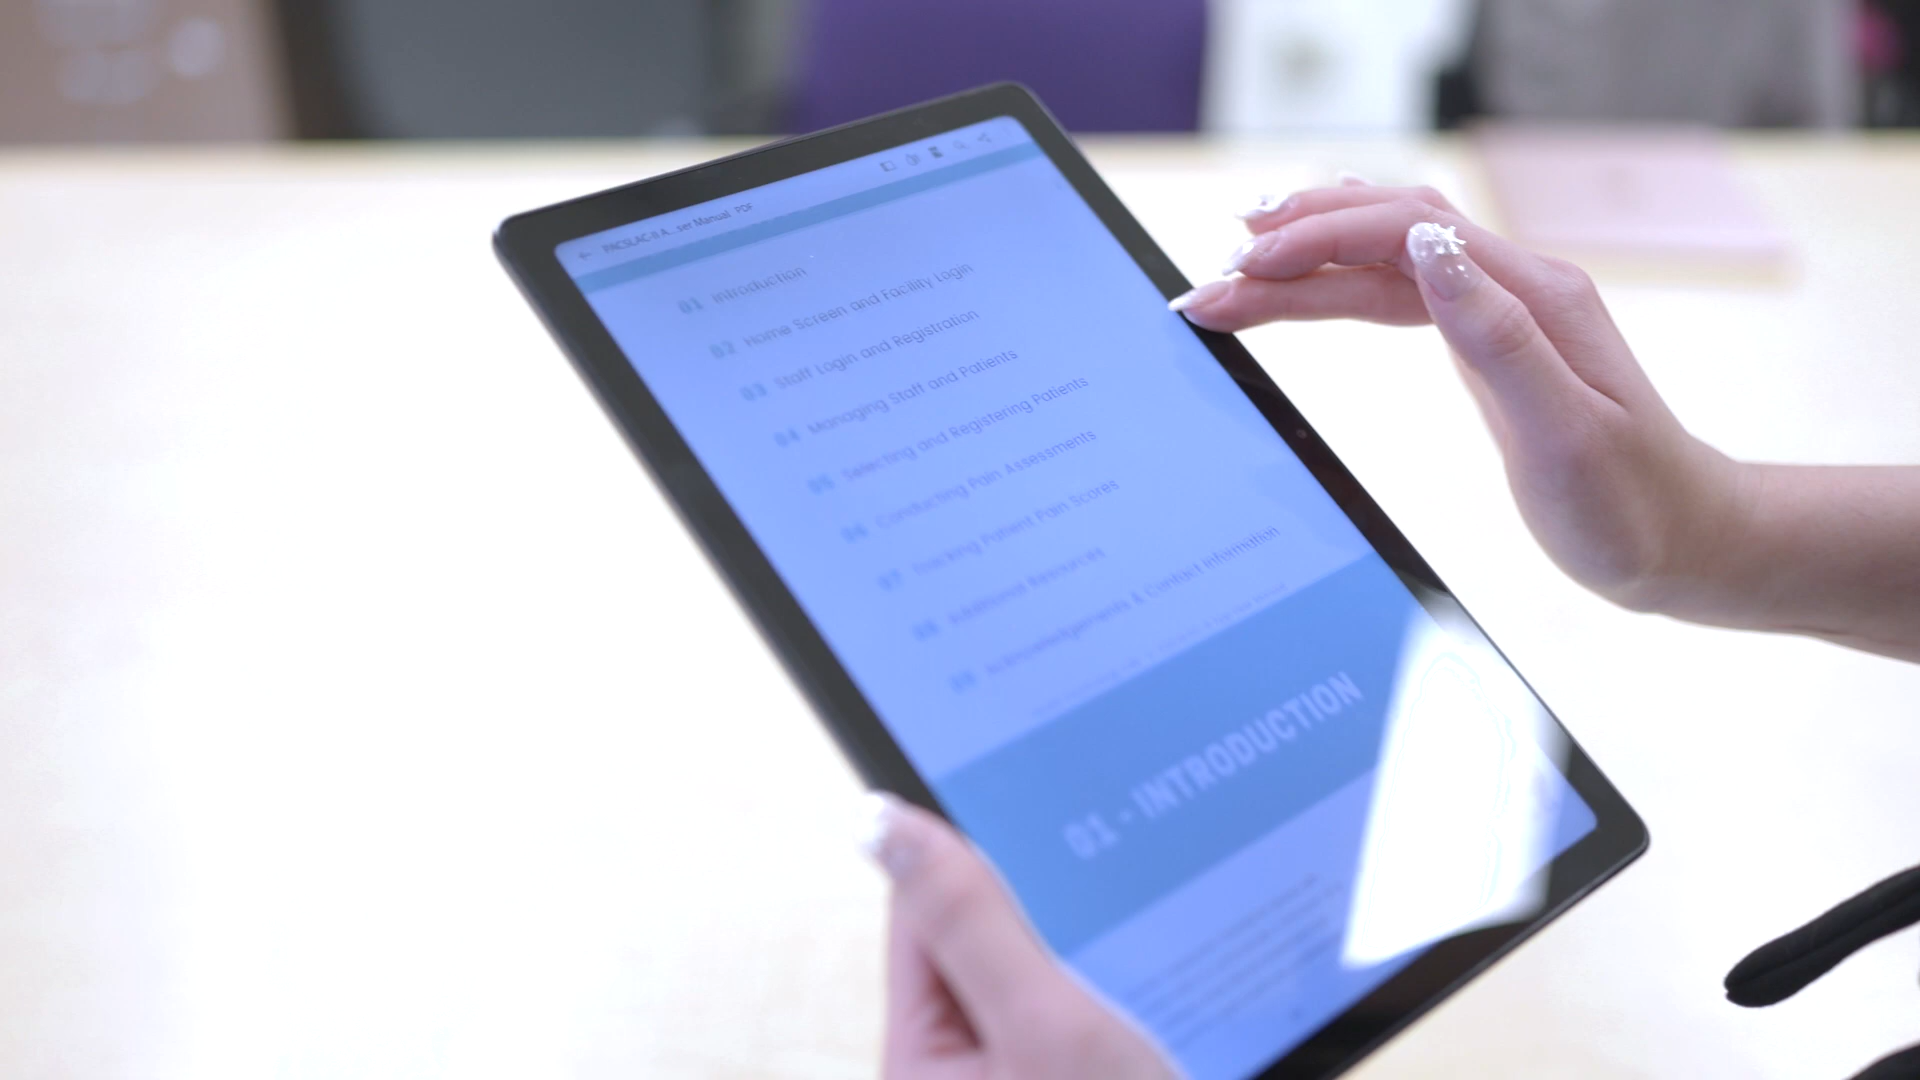 PACSLAC-II A...ser Manual PDF
01 Introduction
02 Home Screen and Facility Login
03 Staff Login and Registration
04 Managing Staff and Patients
05 Selecting and Registering Patients
06 Conducting Pain Assessments
07 Tracking Patient Pain Scores
08 Additional Resources
09 Acknowledgements & Contact Information
01 - INTRODUCTION